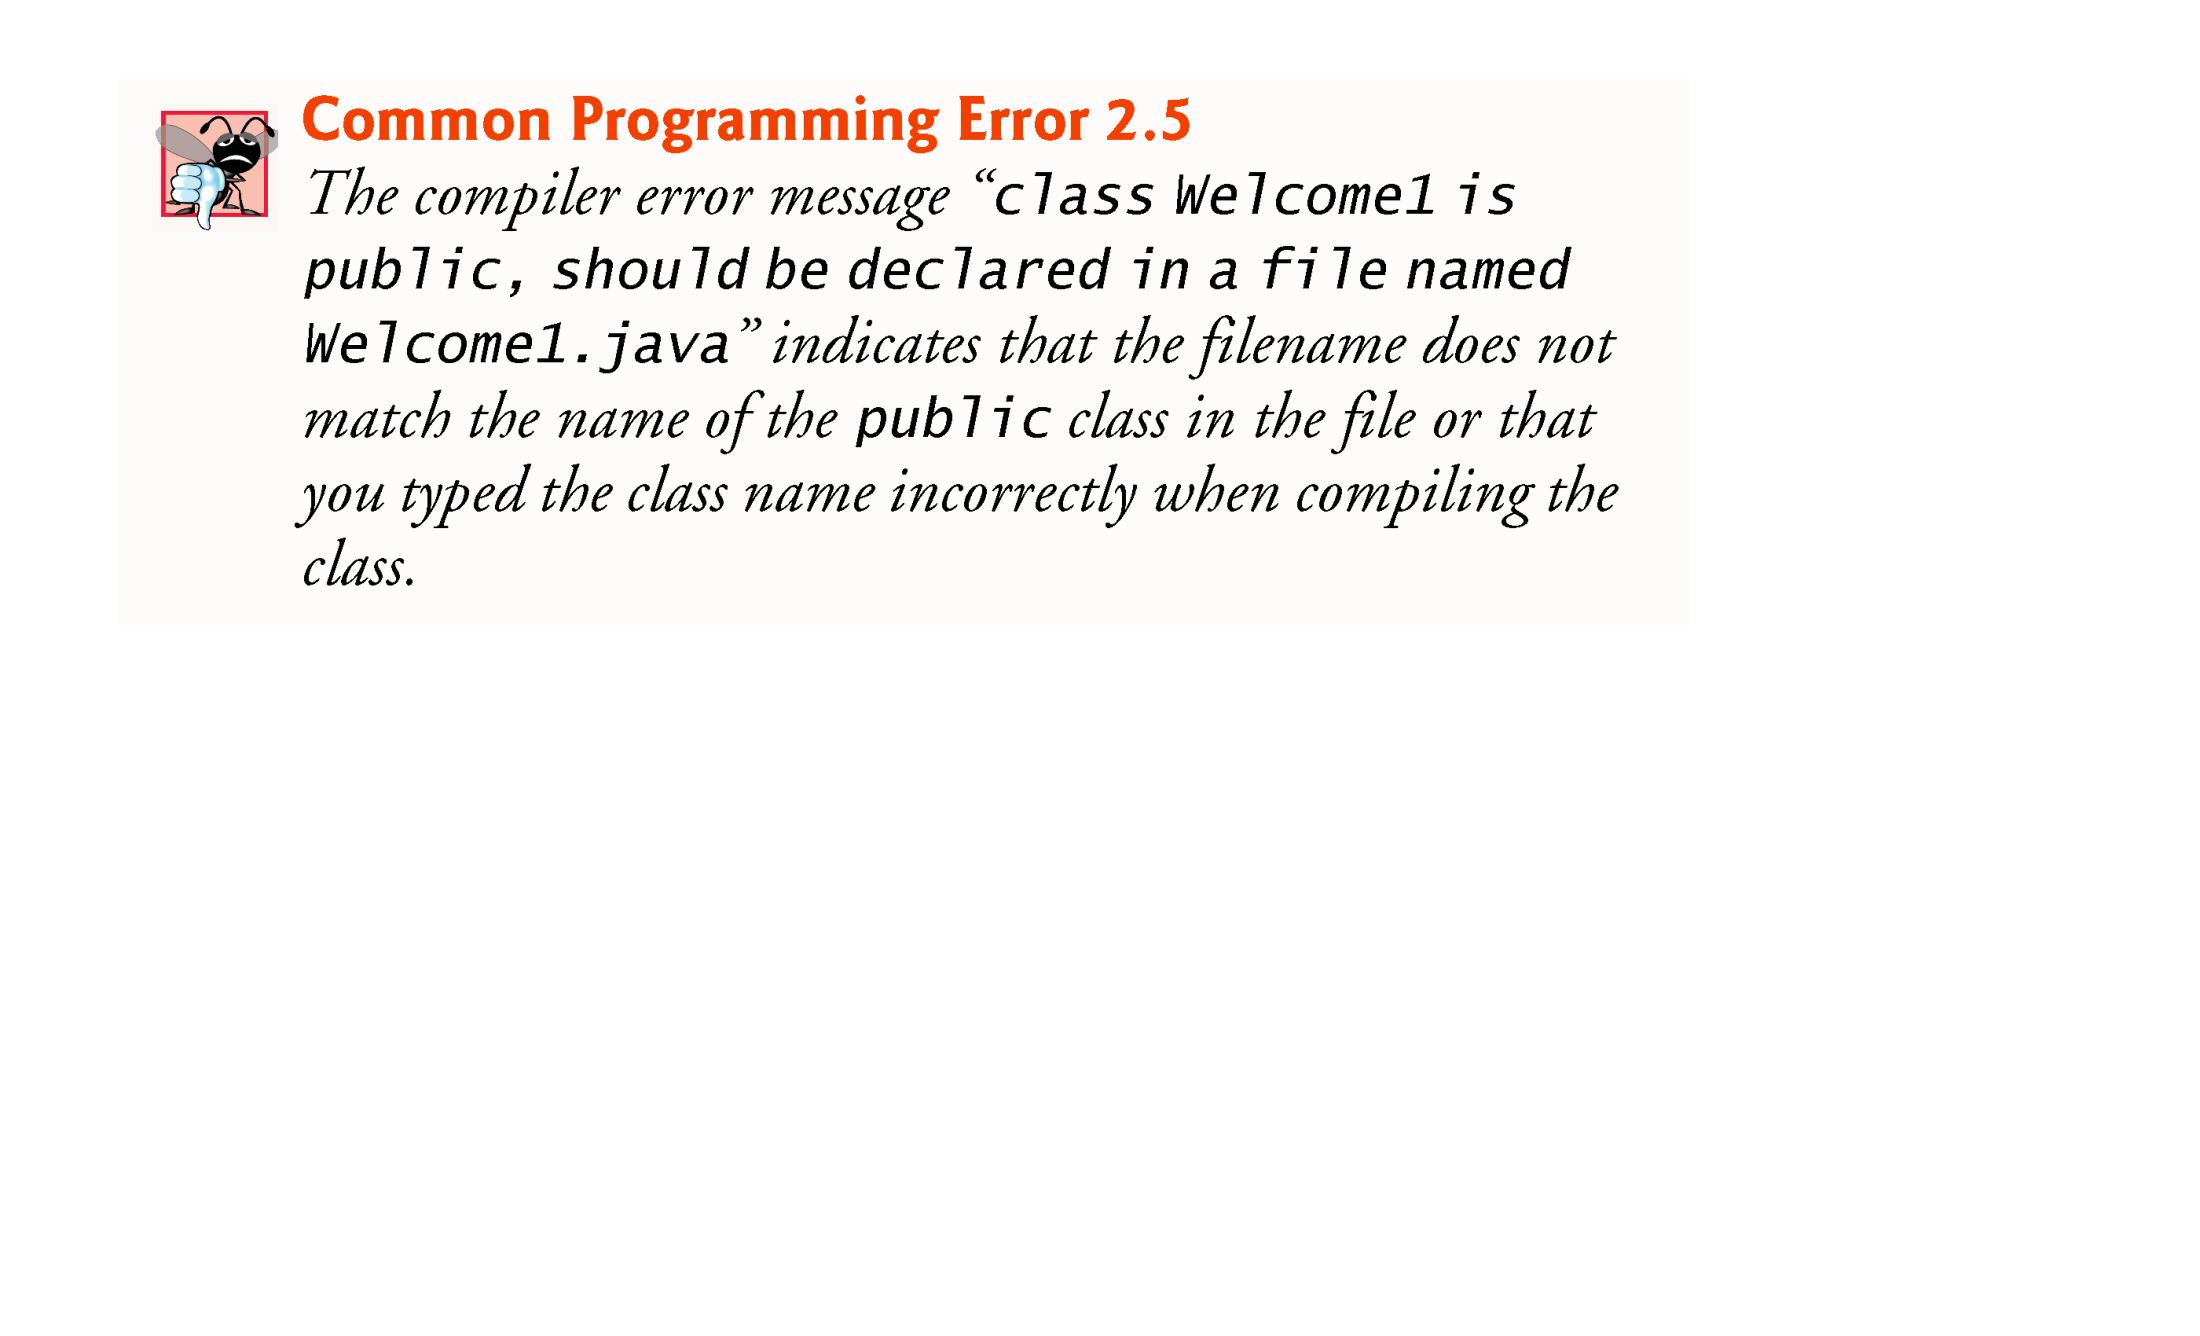 Common Programming Error 2.5
The compiler error message “class Welcome1 is
public, should be declared in a file named
Welcome1.java” indicates that the filename does not
match the name of the public class in the file or that
you typed the class name incorrectly when compiling the
class.